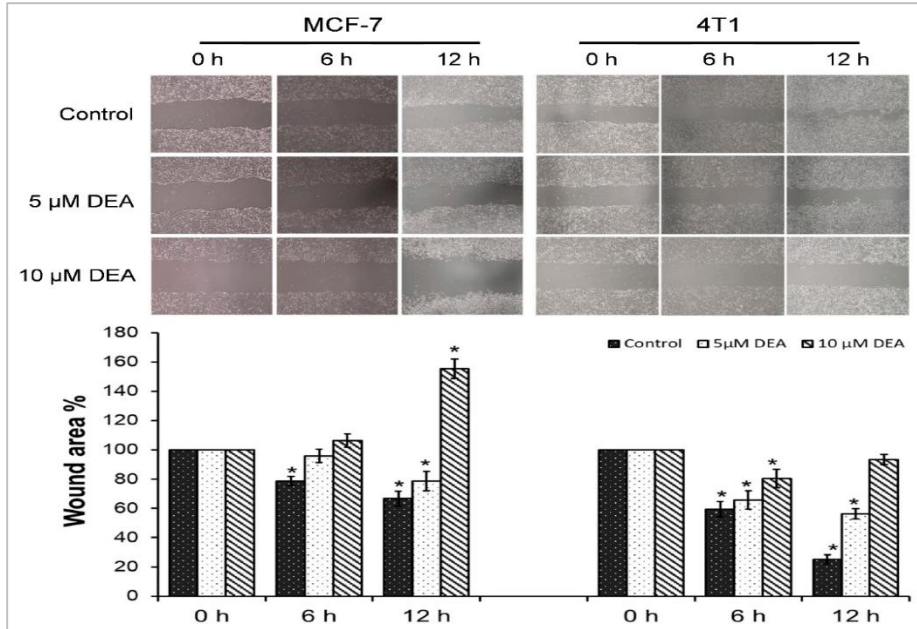 MCF-7 4T1
0 h 6 h 12 h 0 h 6 h 12 h
Control
5 µM DEA
10 µM DEA
180
160
140
120
100
80
60
40
20
0
Wound area %
Control 5µM DEA 10 µM DEA
* * * *
* * * * *
0 h 6 h 12 h 0 h 6 h 12 h